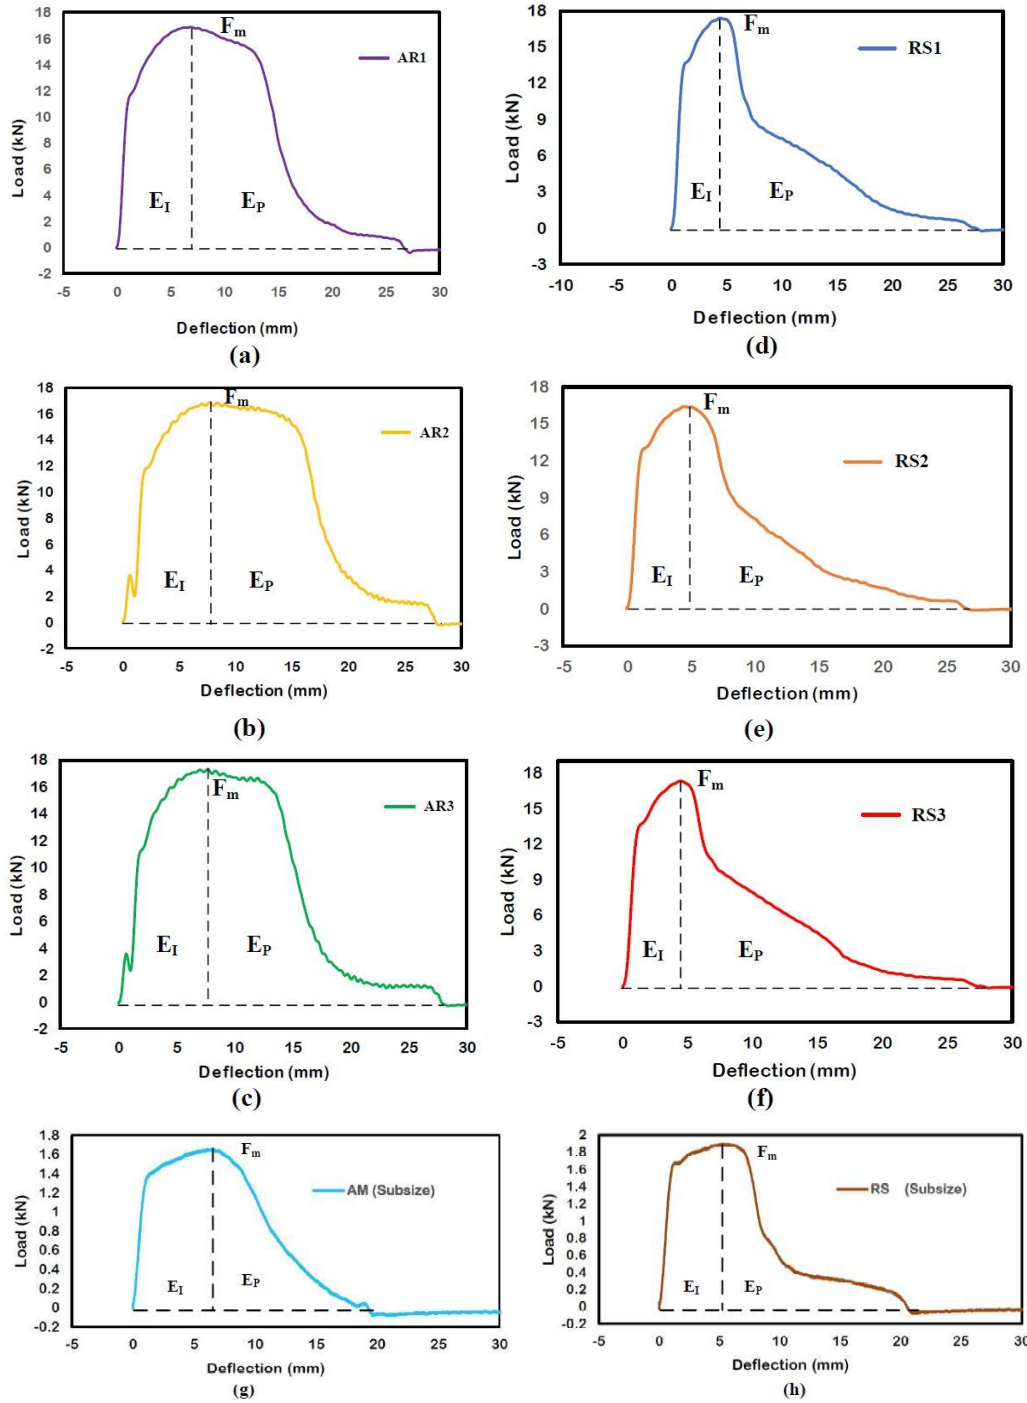 18
16
14
12
10
8
6
4
2
0
-2
Load (kN)
Fm
AR1
EI
EP
-5 0 5 10 15 20 25 30
Deflection (mm)
(a)
18
15
12
9
6
3
0
-3
Load (kN)
Fm
RS1
EI
EP
-10 -5 0 5 10 15 20 25 30
Deflection (mm)
(d)
18
16
14
12
10
8
6
4
2
0
-2
Load (kN)
Fm
AR2
EI
EP
-5 0 5 10 15 20 25 30
Deflection (mm)
(b)
18
15
12
9
6
3
0
-3
Load (kN)
Fm
RS2
EI
EP
-5 0 5 10 15 20 25 30
Deflection (mm)
(e)
18
16
14
12
10
8
6
4
2
0
-2
Load (kN)
Fm
AR3
EI
EP
-5 0 5 10 15 20 25 30
Deflection (mm)
(c)
18
15
12
9
6
3
0
-3
Load (kN)
Fm
RS3
EI
EP
-5 0 5 10 15 20 25 30
Deflection (mm)
(f)
1.8
1.6
1.4
1.2
1
0.8
0.6
0.4
0.2
0
-0.2
Load (kN)
Fm
AM (Subsize)
EI
EP
-5 0 5 10 15 20 25 30
Deflection (mm)
(g)
2
1.8
1.6
1.4
1.2
1
0.8
0.6
0.4
0.2
0
-0.2
Load (kN)
Fm
RS (Subsize)
EI
EP
-5 0 5 10 15 20 25 30
Deflection (mm)
(h)